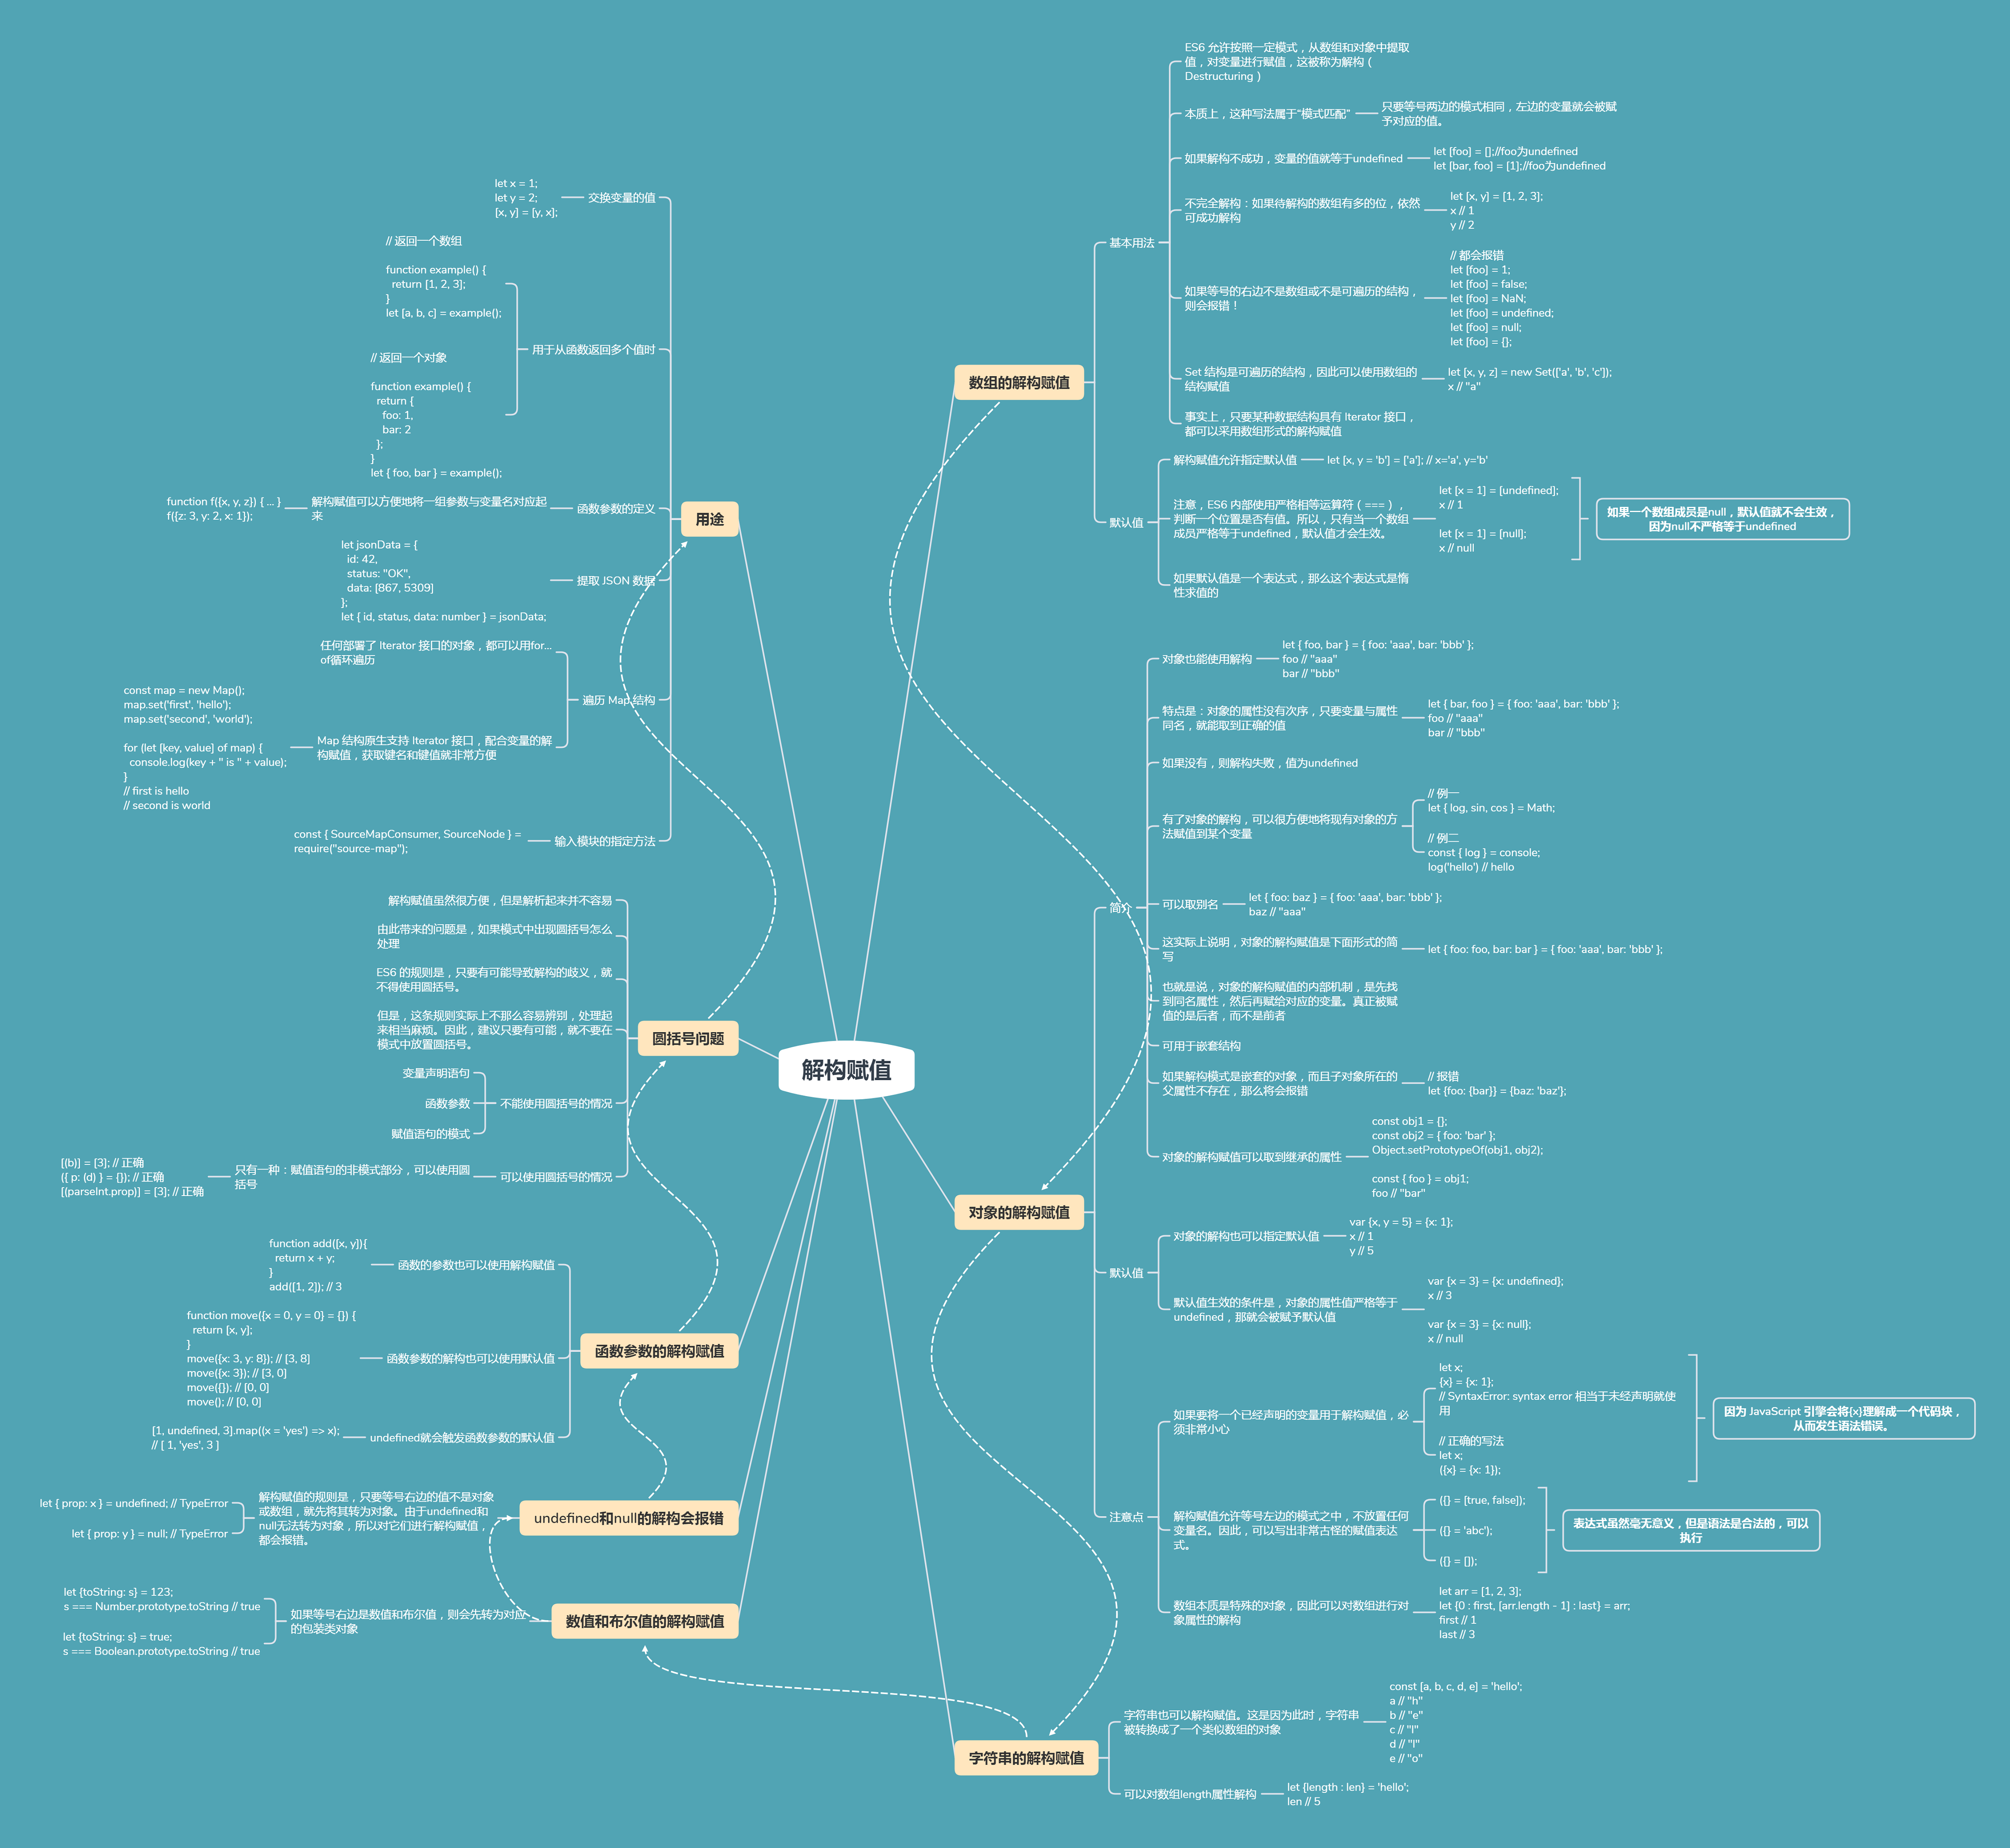 解构赋值
数组的解构赋值
基本用法
ES6 允许按照一定模式，从数组和对象中提取
值，对变量进行赋值，这被称为解构（
Destructuring）
本质上，这种写法属于“模式匹配”
只要等号两边的模式相同，左边的变量就会被赋
予对应的值。
如果解构不成功，变量的值就等于undefined
let [foo] = [];//foo为undefined
let [bar, foo] = [1];//foo为undefined
不完全解构：如果待解构的数组有多的位，依然
可成功解构
let [x, y] = [1, 2, 3];
x // 1
y // 2
如果等号的右边不是数组或不是可遍历的结构，
则会报错！
// 都会报错
let [foo] = 1;
let [foo] = false;
let [foo] = NaN;
let [foo] = undefined;
let [foo] = null;
let [foo] = {};
Set 结构是可遍历的结构，因此可以使用数组的
结构赋值
let [x, y, z] = new Set(['a', 'b', 'c']);
x // "a"
事实上，只要某种数据结构具有 Iterator 接口，
都可以采用数组形式的解构赋值
默认值
解构赋值允许指定默认值
let [x, y = 'b'] = ['a']; // x='a', y='b'
注意，ES6 内部使用严格相等运算符（===），
判断一个位置是否有值。所以，只有当一个数组
成员严格等于undefined，默认值才会生效。
let [x = 1] = [undefined];
x // 1
let [x = 1] = [null];
x // null
如果一个数组成员是null，默认值就不会生效，
因为null不严格等于undefined
如果默认值是一个表达式，那么这个表达式是惰
性求值的
对象的解构赋值
简介
对象也能使用解构
let { foo, bar } = { foo: 'aaa', bar: 'bbb' };
foo // "aaa"
bar // "bbb"
特点是：对象的属性没有次序，只要变量与属性
同名，就能取到正确的值
let { bar, foo } = { foo: 'aaa', bar: 'bbb' };
foo // "aaa"
bar // "bbb"
如果没有，则解构失败，值为undefined
有了对象的解构，可以很方便地将现有对象的方
法赋值到某个变量
// 例一
let { log, sin, cos } = Math;
// 例二
const { log } = console;
log('hello') // hello
可以取别名
let { foo: baz } = { foo: 'aaa', bar: 'bbb' };
baz // "aaa"
这实际上说明，对象的解构赋值是下面形式的简
写
let { foo: foo, bar: bar } = { foo: 'aaa', bar: 'bbb' };
也就是说，对象的解构赋值的内部机制，是先找
到同名属性，然后再赋给对应的变量。真正被赋
值的是后者，而不是前者
可用于嵌套结构
如果解构模式是嵌套的对象，而且子对象所在的
父属性不存在，那么将会报错
// 报错
let {foo: {bar}} = {baz: 'baz'};
对象的解构赋值可以取到继承的属性
const obj1 = {};
const obj2 = { foo: 'bar' };
Object.setPrototypeOf(obj1, obj2);
const { foo } = obj1;
foo // "bar"
默认值
对象的解构也可以指定默认值
var {x, y = 5} = {x: 1};
x // 1
y // 5
默认值生效的条件是，对象的属性值严格等于
undefined，那就会被赋予默认值
var {x = 3} = {x: undefined};
x // 3
var {x = 3} = {x: null};
x // null
注意点
如果要将一个已经声明的变量用于解构赋值，必
须非常小心
let x;
{x} = {x: 1};
// SyntaxError: syntax error 相当于未经声明就使
用
// 正确的写法
let x;
({x} = {x: 1});
因为 JavaScript 引擎会将{x}理解成一个代码块，
从而发生语法错误。
解构赋值允许等号左边的模式之中，不放置任何
变量名。因此，可以写出非常古怪的赋值表达
式。
({} = [true, false]);
({} = 'abc');
({} = []);
表达式虽然毫无意义，但是语法是合法的，可以
执行
数组本质是特殊的对象，因此可以对数组进行对
象属性的解构
let arr = [1, 2, 3];
let {0 : first, [arr.length - 1] : last} = arr;
first // 1
last // 3
字符串的解构赋值
字符串也可以解构赋值。这是因为此时，字符串
被转换成了一个类似数组的对象
const [a, b, c, d, e] = 'hello';
a // "h"
b // "e"
c // "l"
d // "l"
e // "o"
可以对数组length属性解构
let {length : len} = 'hello';
len // 5
数值和布尔值的解构赋值
如果等号右边是数值和布尔值，则会先转为对应
的包装类对象
let {toString: s} = 123;
s === Number.prototype.toString // true
let {toString: s} = true;
s === Boolean.prototype.toString // true
undefined和null的解构会报错
解构赋值的规则是，只要等号右边的值不是对象
或数组，就先将其转为对象。由于undefined和
null无法转为对象，所以对它们进行解构赋值，
都会报错。
let { prop: x } = undefined; // TypeError
let { prop: y } = null; // TypeError
函数参数的解构赋值
函数的参数也可以使用解构赋值
function add([x, y]){
return x + y;
}
add([1, 2]); // 3
函数参数的解构也可以使用默认值
function move({x = 0, y = 0} = {}) {
return [x, y];
}
move({x: 3, y: 8}); // [3, 8]
move({x: 3}); // [3, 0]
move({}); // [0, 0]
move(); // [0, 0]
undefined就会触发函数参数的默认值
[1, undefined, 3].map((x = 'yes') => x);
// [ 1, 'yes', 3 ]
圆括号问题
解构赋值虽然很方便，但是解析起来并不容易
由此带来的问题是，如果模式中出现圆括号怎么
处理
ES6 的规则是，只要有可能导致解构的歧义，就
不得使用圆括号。
但是，这条规则实际上不那么容易辨别，处理起
来相当麻烦。因此，建议只要有可能，就不要在
模式中放置圆括号。
不能使用圆括号的情况
变量声明语句
函数参数
赋值语句的模式
可以使用圆括号的情况
只有一种：赋值语句的非模式部分，可以使用圆
括号
[(b)] = [3]; // 正确
({ p: (d) } = {}); // 正确
[(parseInt.prop)] = [3]; // 正确
用途
交换变量的值
let x = 1;
let y = 2;
[x, y] = [y, x];
用于从函数返回多个值时
// 返回一个数组
function example() {
return [1, 2, 3];
}
let [a, b, c] = example();
// 返回一个对象
function example() {
return {
foo: 1,
bar: 2
};
}
let { foo, bar } = example();
函数参数的定义
解构赋值可以方便地将一组参数与变量名对应起
来
function f({x, y, z}) { ... }
f({z: 3, y: 2, x: 1});
提取 JSON 数据
let jsonData = {
id: 42,
status: "OK",
data: [867, 5309]
};
let { id, status, data: number } = jsonData;
遍历 Map 结构
任何部署了 Iterator 接口的对象，都可以用for...
of循环遍历
Map 结构原生支持 Iterator 接口，配合变量的解
构赋值，获取键名和键值就非常方便
const map = new Map();
map.set('first', 'hello');
map.set('second', 'world');
for (let [key, value] of map) {
console.log(key + " is " + value);
}
// first is hello
// second is world
输入模块的指定方法
const { SourceMapConsumer, SourceNode } =
require("source-map");